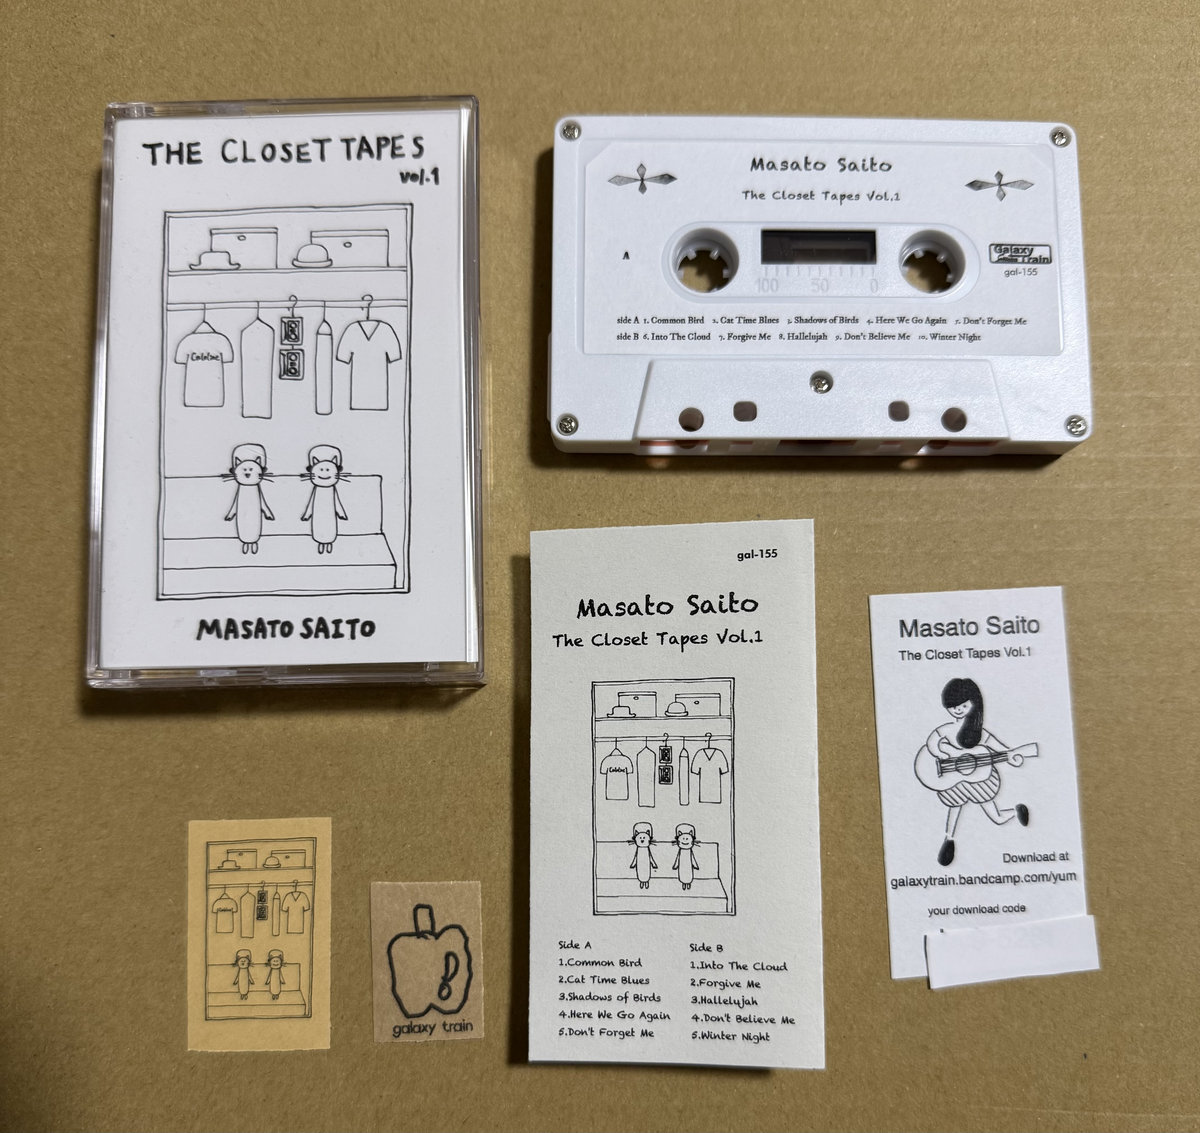 THE CLOSET TAPES
vol.1
MASATO SAITO
Masato Saito
The Closet Tapes Vol.1
A
Galaxy Train
gal-155
100 50 0
side A 1. Common Bird 2. Cat Time Blues 3. Shadows of Birds 4. Here We Go Again 5. Don't Forget Me
side B 6. Into The Cloud 7. Forgive Me 8. Hallelujah 9. Don't Believe Me 10. Winter Night
gal-155
Masato Saito
The Closet Tapes Vol.1
Side A
1.Common Bird
2.Cat Time Blues
3.Shadows of Birds
4.Here We Go Again
5.Don't Forget Me
Side B
1.Into The Cloud
2.Forgive Me
3.Hallelujah
4.Don't Believe Me
5.Winter Night
Masato Saito
The Closet Tapes Vol.1
Download at
galaxytrain.bandcamp.com/yum
your download code
galaxy train